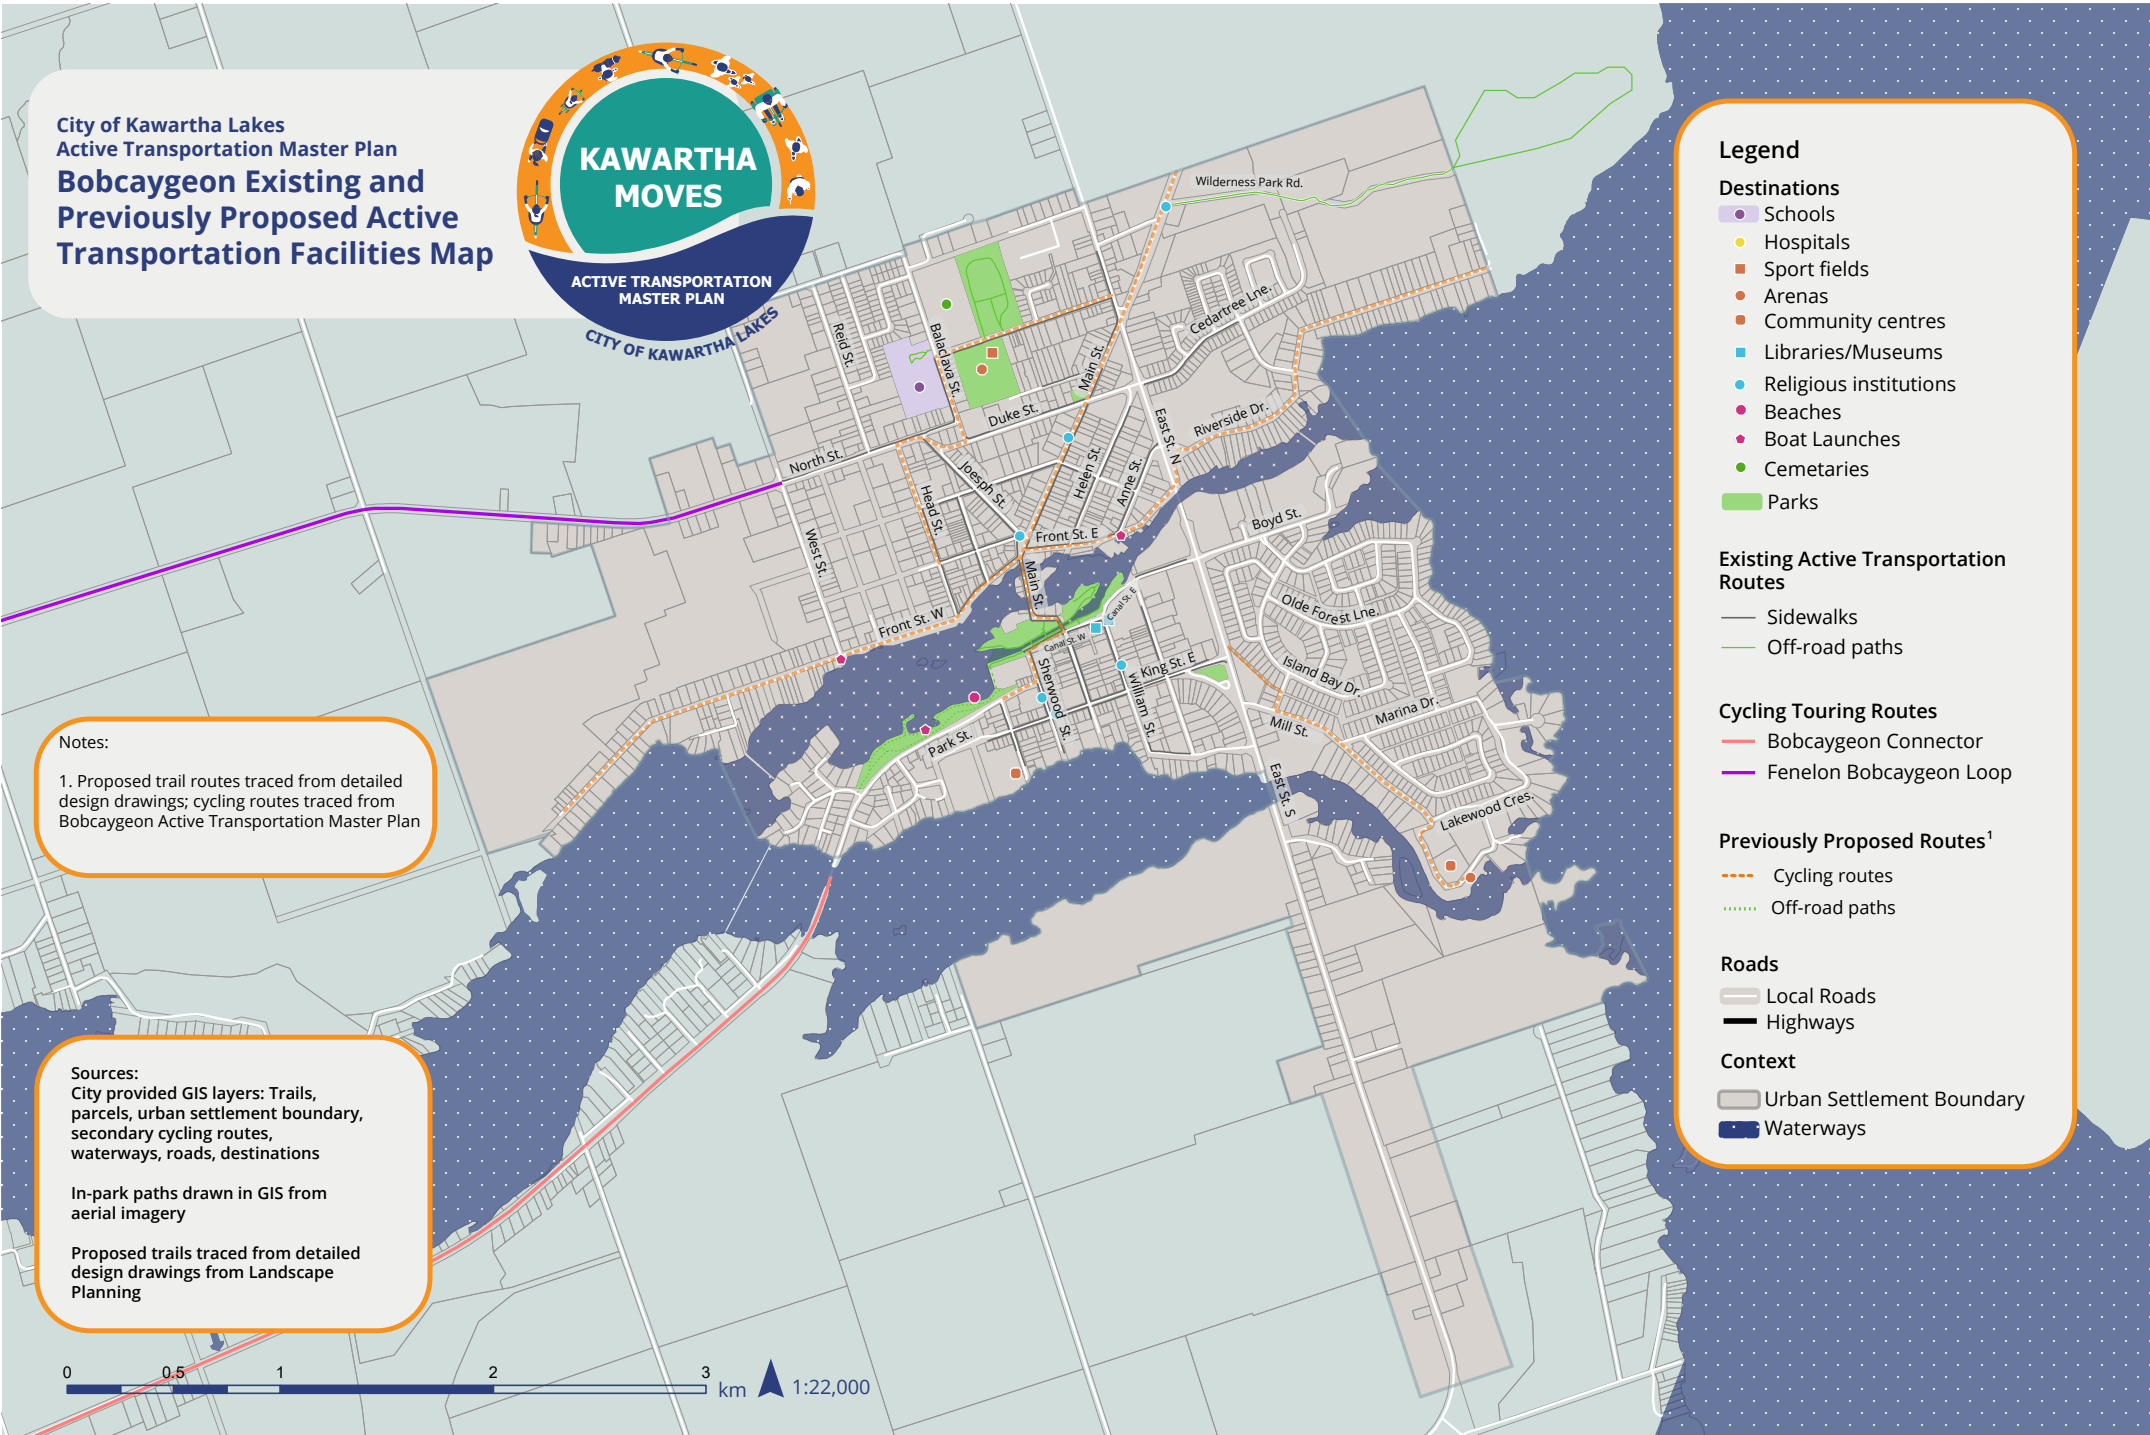 City of Kawartha Lakes
Active Transportation Master Plan
Bobcaygeon Existing and
Previously Proposed Active
Transportation Facilities Map
KAWARTHA
MOVES
ACTIVE TRANSPORTATION
MASTER PLAN
CITY OF KAWARTHA LAKES
Wilderness Park Rd.
Cedartree Lne.
Reid St.
Balaclava St.
Main St.
Duke St.
East St. N
Riverside Dr.
North St.
Joesph St.
Helen St.
Anne St.
Head St.
West St.
Front St. E
Boyd St.
Main St.
Canal St. E
Olde Forest Lne.
Front St. W
Canal St. W
King St. E
Island Bay Dr.
Sherwood St.
William St.
Marina Dr.
Mill St.
Park St.
East St. S
Lakewood Cres.
Notes:
1. Proposed trail routes traced from detailed
design drawings; cycling routes traced from
Bobcaygeon Active Transportation Master Plan
Sources:
City provided GIS layers: Trails,
parcels, urban settlement boundary,
secondary cycling routes,
waterways, roads, destinations
In-park paths drawn in GIS from
aerial imagery
Proposed trails traced from detailed
design drawings from Landscape
Planning
0 0.5 1 2 3
km 1:22,000
Legend
Destinations
Schools
Hospitals
Sport fields
Arenas
Community centres
Libraries/Museums
Religious institutions
Beaches
Boat Launches
Cemetaries
Parks
Existing Active Transportation
Routes
Sidewalks
Off-road paths
Cycling Touring Routes
Bobcaygeon Connector
Fenelon Bobcaygeon Loop
Previously Proposed Routes¹
Cycling routes
Off-road paths
Roads
Local Roads
Highways
Context
Urban Settlement Boundary
Waterways